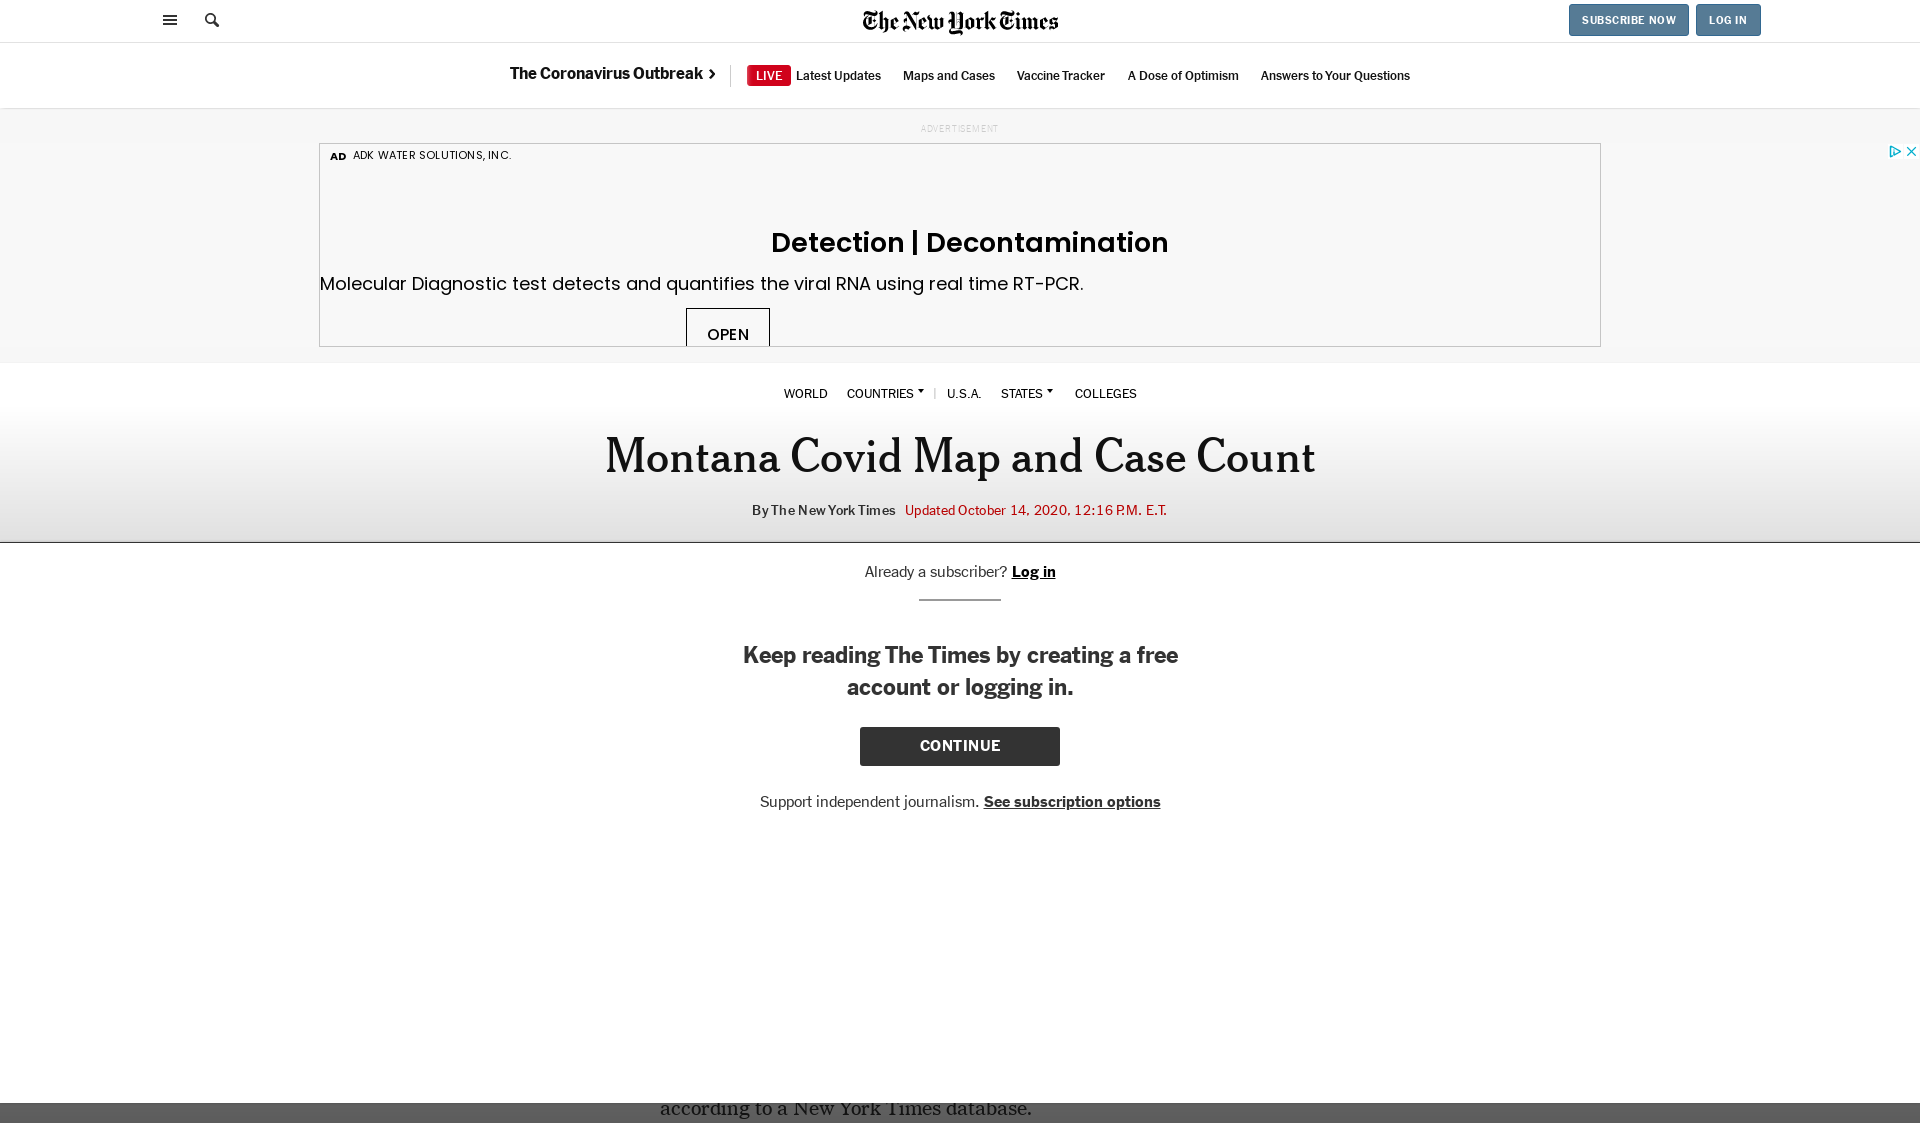 The New York Times
SUBSCRIBE NOW
LOG IN
The Coronavirus Outbreak ›
LIVE Latest Updates
Maps and Cases
Vaccine Tracker
A Dose of Optimism
Answers to Your Questions
ADVERTISEMENT
AD ADK WATER SOLUTIONS, INC.
Detection | Decontamination
Molecular Diagnostic test detects and quantifies the viral RNA using real time RT-PCR.
OPEN
WORLD COUNTRIES | U.S.A. STATES COLLEGES
Montana Covid Map and Case Count
By The New York Times Updated October 14, 2020, 12:16 P.M. E.T.
Already a subscriber? Log in
Keep reading The Times by creating a free
account or logging in.
CONTINUE
Support independent journalism. See subscription options
according to a New York Times database.